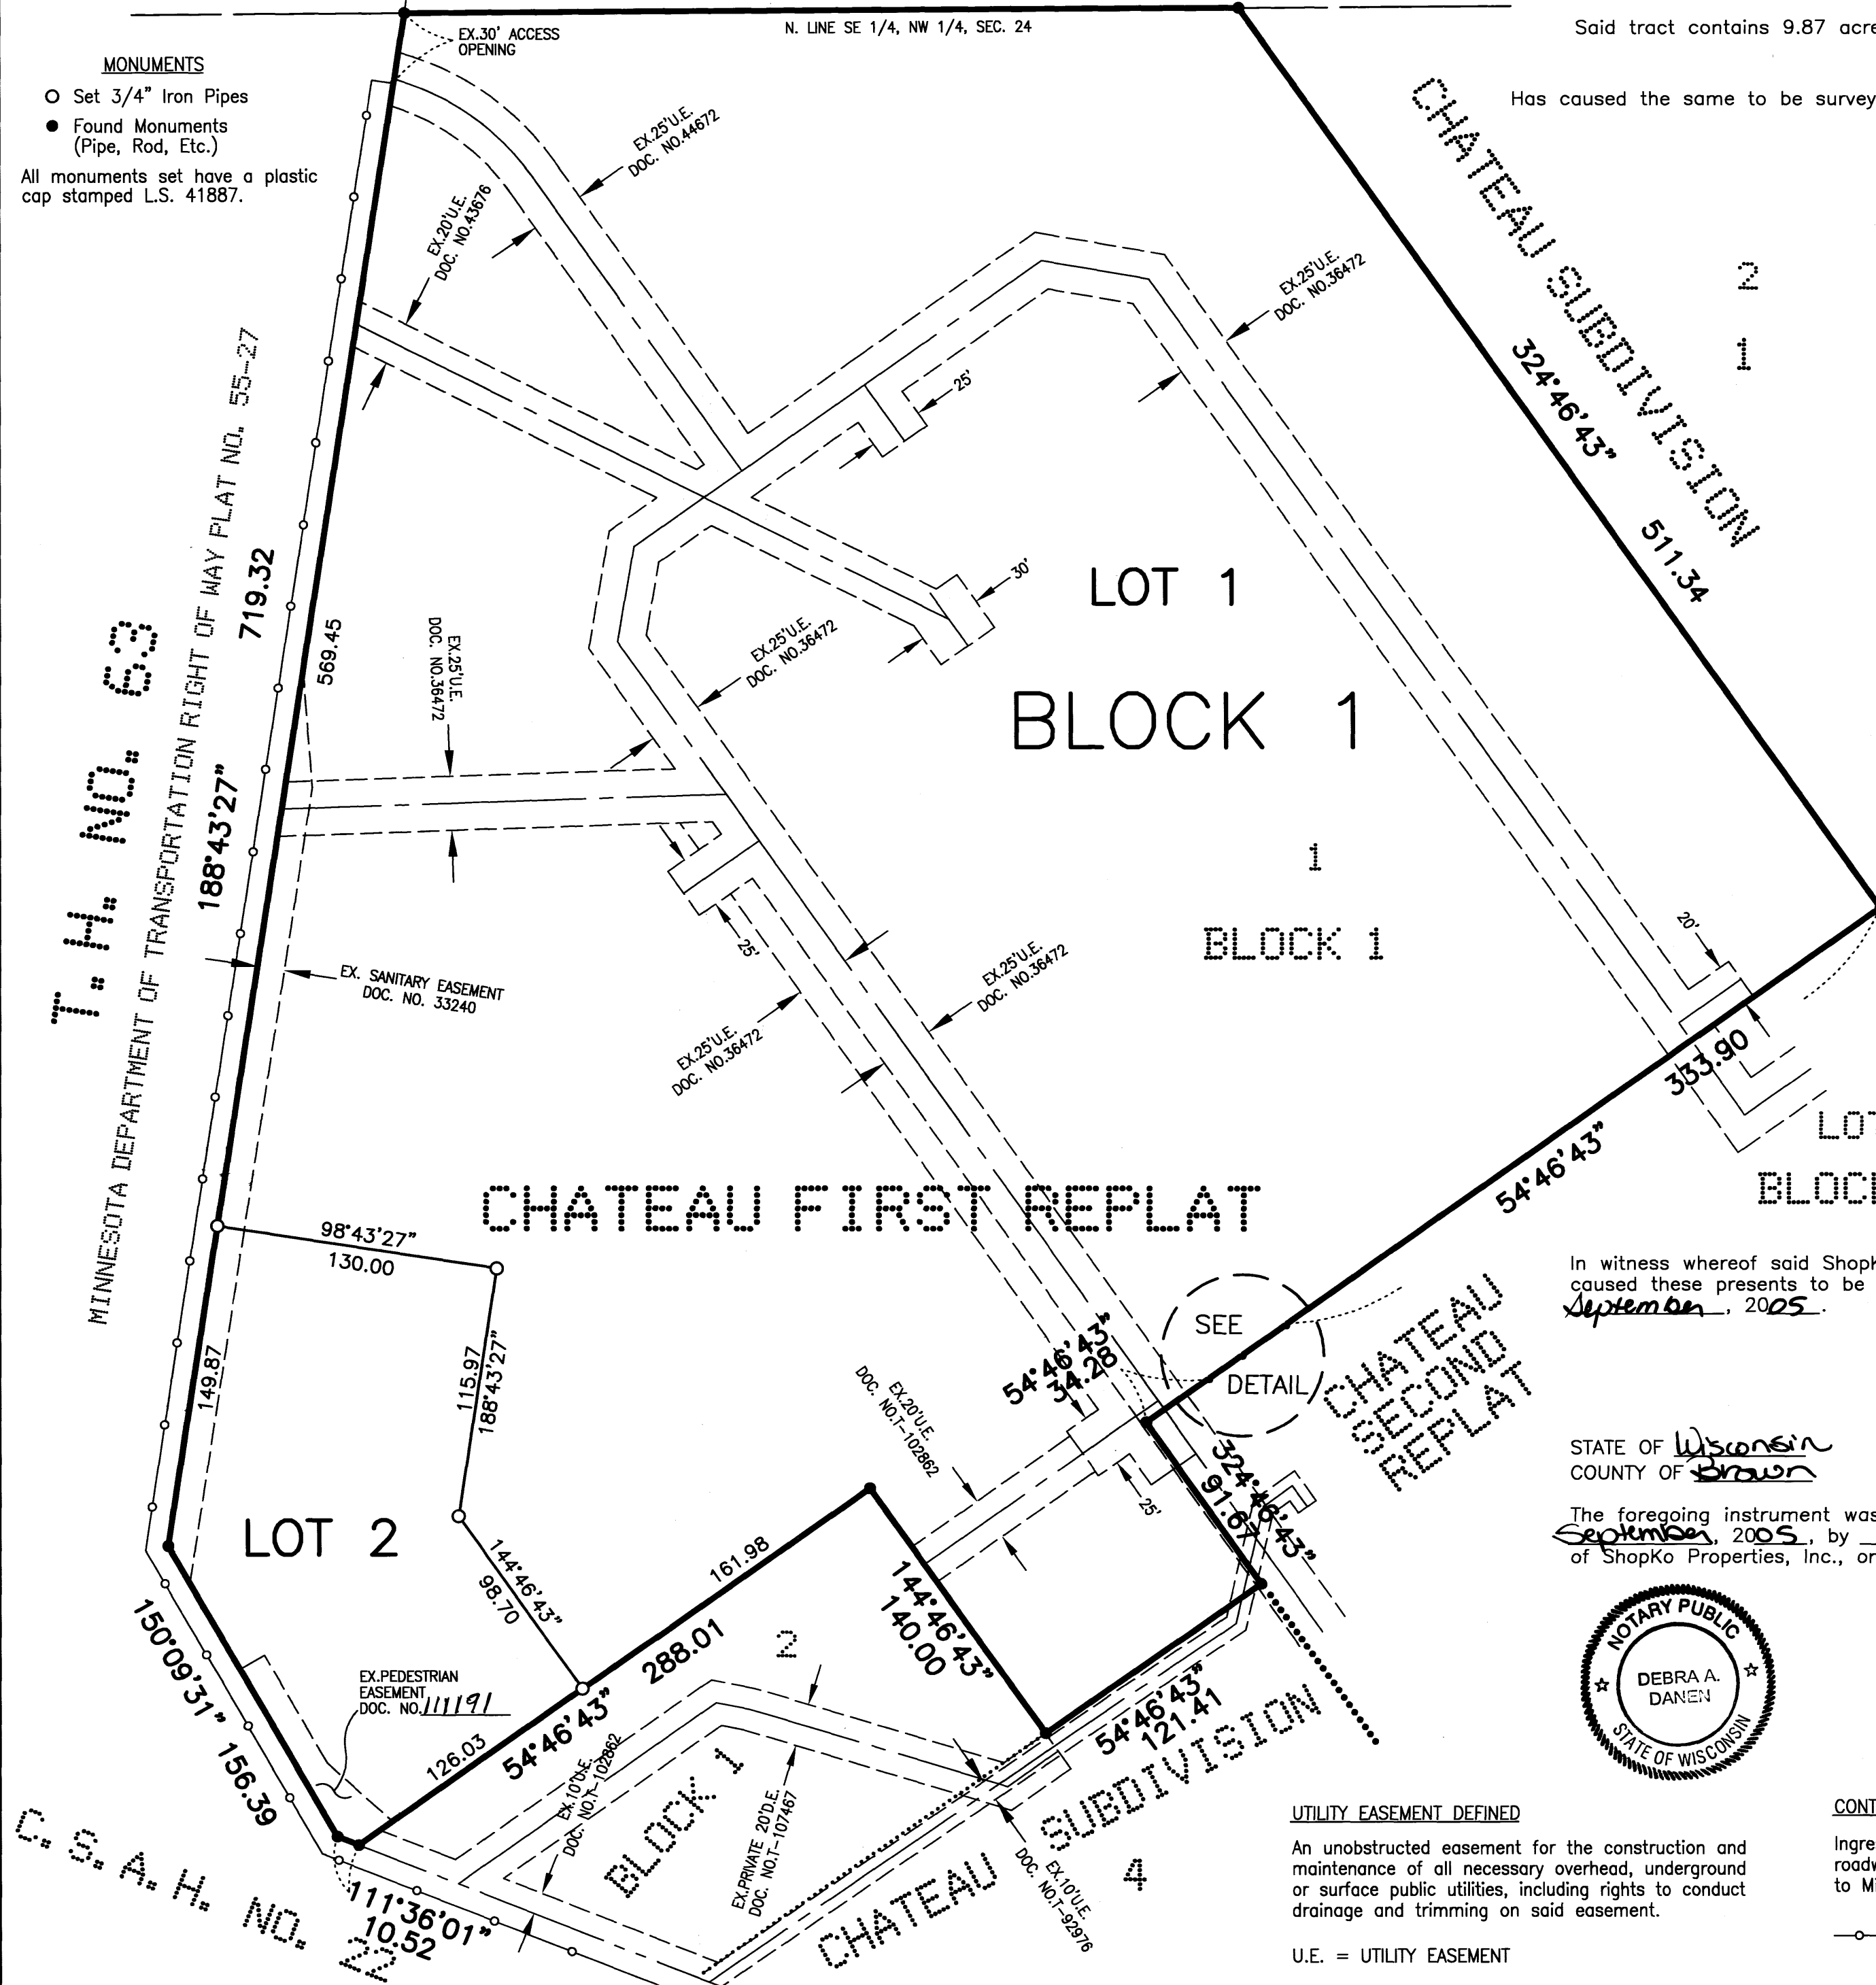 N. LINE SE 1/4, NW 1/4, SEC. 24
EX.30' ACCESS
OPENING
MONUMENTS
Set 3/4" Iron Pipes
Found Monuments
(Pipe, Rod, Etc.)
All monuments set have a plastic
cap stamped L.S. 41887.
Said tract contains 9.87 acre
Has caused the same to be survey
EX.25'U.E.
DOC. NO.44672
EX.20'U.E.
DOC. NO.43676
EX.25'U.E.
DOC. NO.36472
CHATEAU SUBDIVISION
2
1
324°46'43"
511.34
25'
30'
LOT 1
BLOCK 1
1
BLOCK 1
T.H. NO. 63
MINNESOTA DEPARTMENT OF TRANSPORTATION RIGHT OF WAY PLAT NO. 55-27
719.32
188°43'27"
569.45
EX.25'U.E.
DOC. NO.36472
EX.25'U.E.
DOC. NO.36472
25'
EX. SANITARY EASEMENT
DOC. NO. 33240
EX.25'U.E.
DOC. NO.36472
EX.25'U.E.
DOC. NO.36472
20'
333.90
54°46'43"
LOT
BLOCK
CHATEAU FIRST REPLAT
98°43'27"
130.00
149.87
115.97
188°43'27"
LOT 2
144°46'43"
98.70
161.98
288.01
54°46'43"
126.03
54°46'43"
34.28
SEE
DETAIL
CHATEAU
SECOND
REPLAT
EX.20'U.E.
DOC. NO.T-102862
25'
324°46'43"
91.67
144°46'43"
140.00
54°46'43"
121.41
2
BLOCK 1
EX.10'U.E.
DOC. NO.T-102862
EX.PRIVATE 20'D.E.
DOC. NO.T-107467
EX.10'U.E.
DOC. NO.T-92976
CHATEAU SUBDIVISION
4
EX.PEDESTRIAN
EASEMENT
DOC. NO. 111191
150°09'31"
156.39
111°36'01"
10.52
C.S.A.H. NO. 22
In witness whereof said Shopk
caused these presents to be
September, 2005.
STATE OF Wisconsin
COUNTY OF Brown
The foregoing instrument was
September, 2005, by
of ShopKo Properties, Inc., or
NOTARY PUBLIC
DEBRA A.
DANEN
STATE OF WISCONSIN
UTILITY EASEMENT DEFINED
An unobstructed easement for the construction and
maintenance of all necessary overhead, underground
or surface public utilities, including rights to conduct
drainage and trimming on said easement.
U.E. = UTILITY EASEMENT
CONT
Ingre
roadw
to Mi